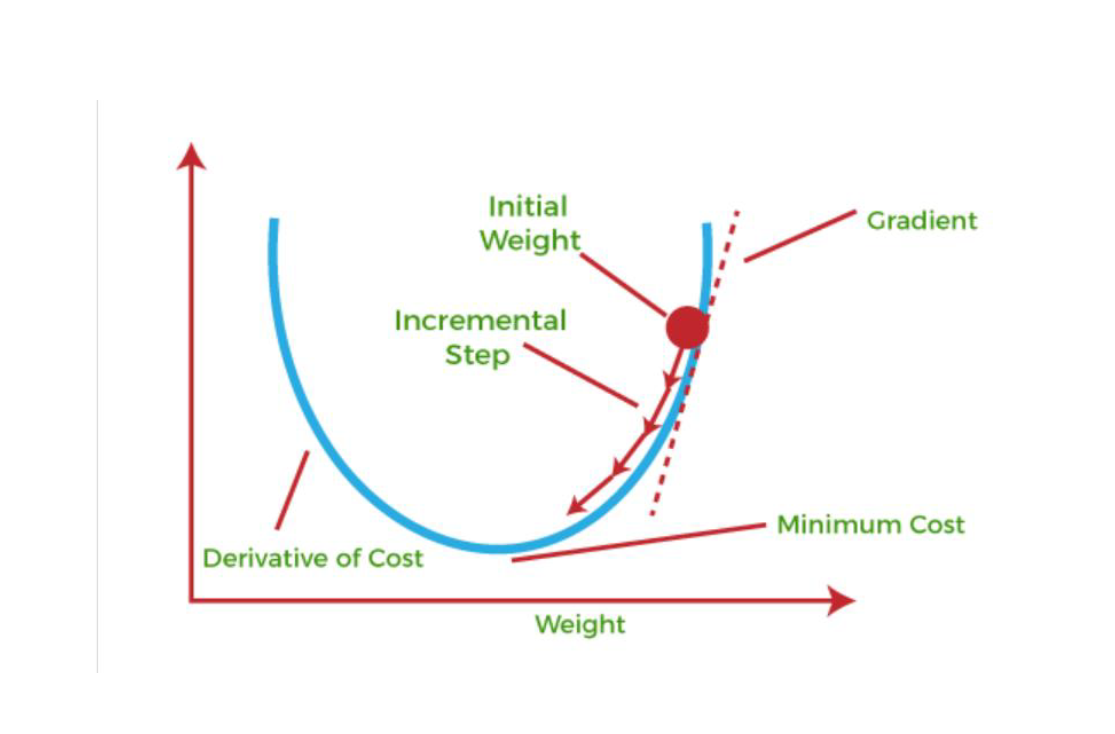 Initial
Weight
Gradient
Incremental
Step
Minimum Cost
Derivative of Cost
Weight